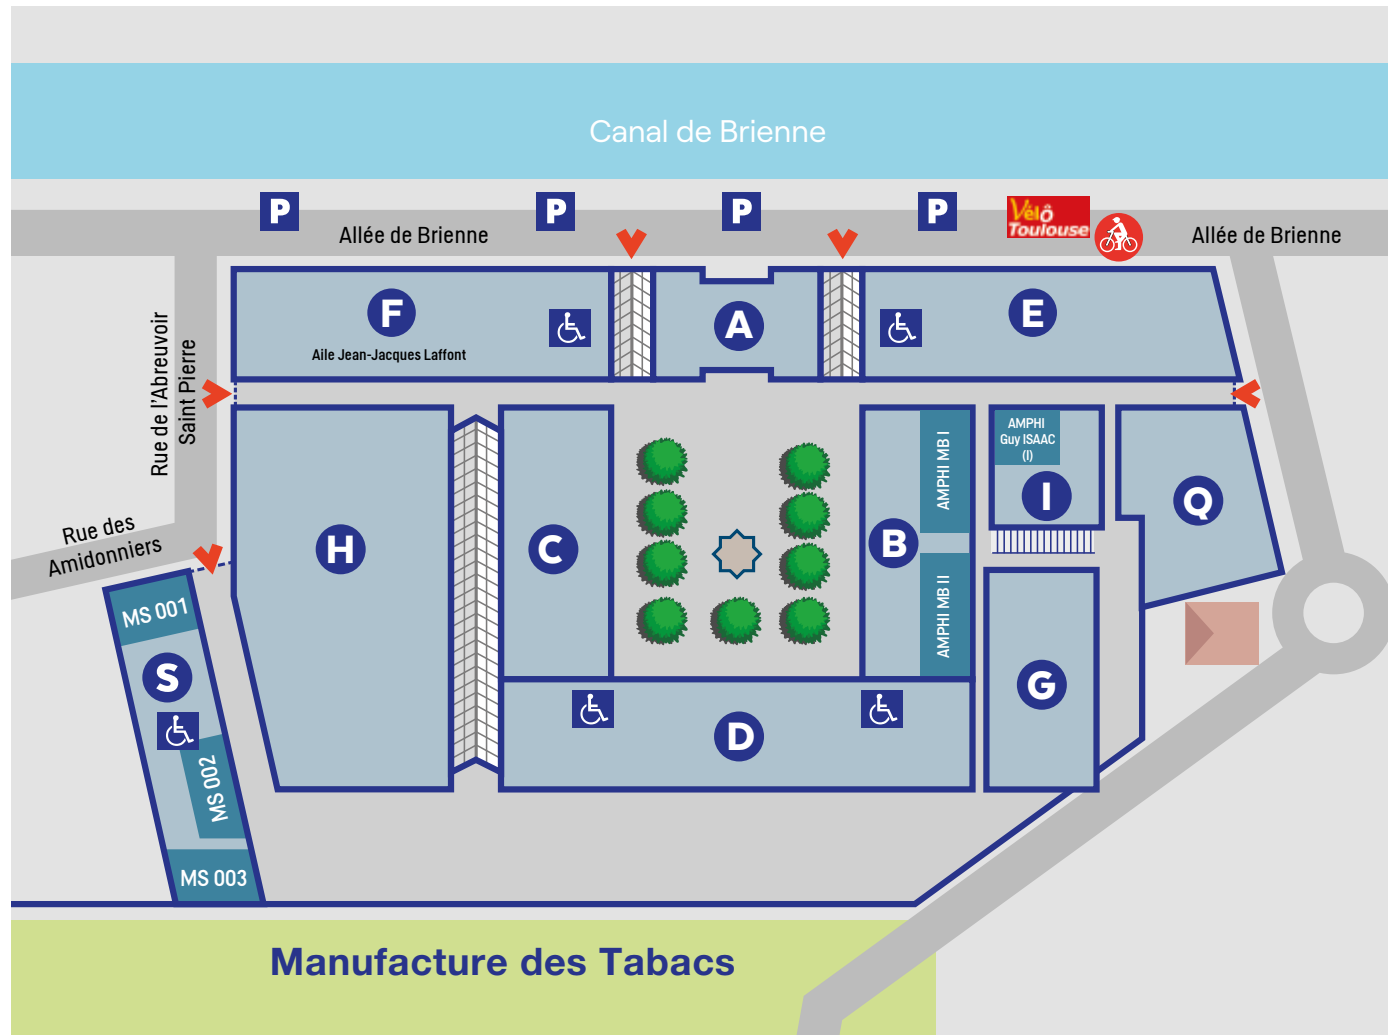 Canal de Brienne
P
P
P
P
Vélô
Toulouse
Allée de Brienne
Allée de Brienne
F
A
E
Aile Jean-Jacques Laffont
Rue de l'Abreuvoir
Saint Pierre
AMPHI
Guy ISAAC
(I)
AMPHI MB I
I
Q
Rue des
Amidonniers
H
C
B
AMPHI MB II
MS 001
S
G
D
MS 002
MS 003
Manufacture des Tabacs